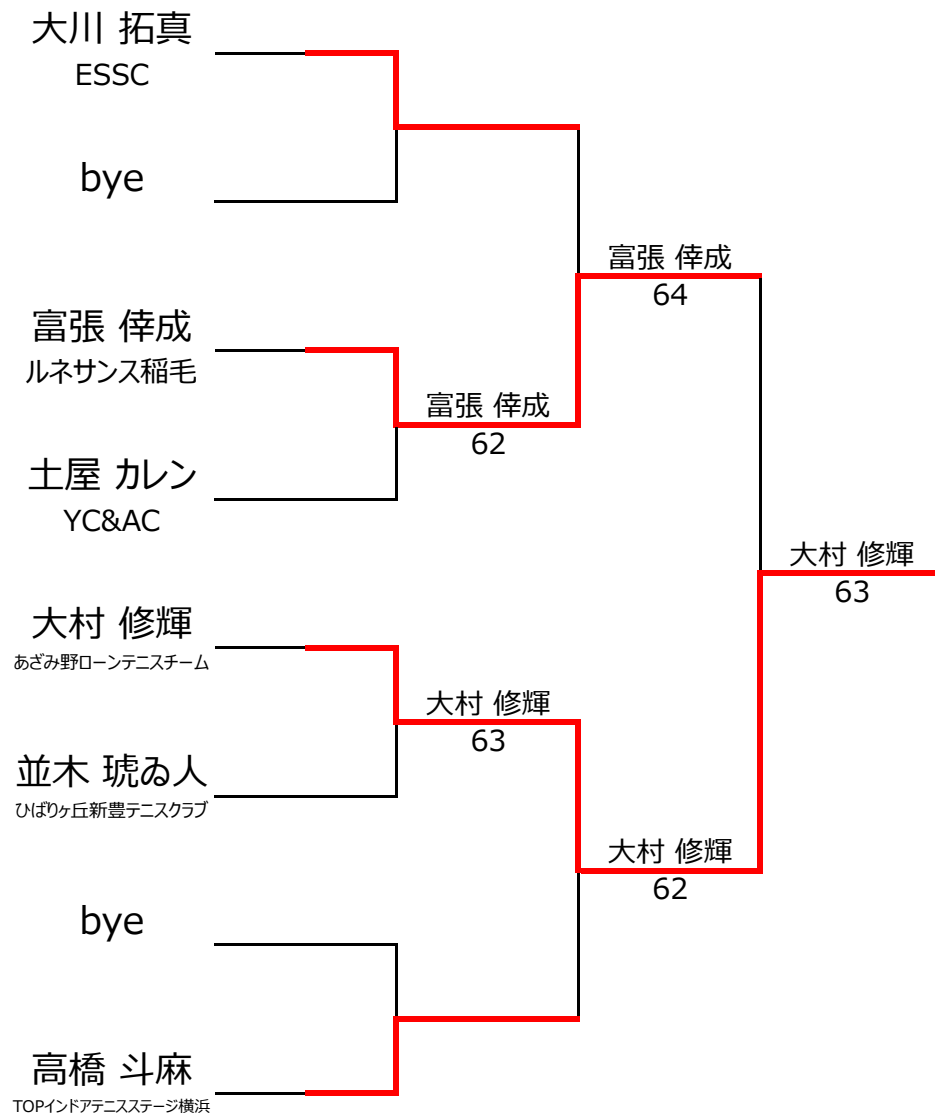 大川 拓真
ESSC
bye
富張 倖成
64
富張 倖成
ルネサンス稲毛
富張 倖成
62
土屋 カレン
YC&AC
大村 修輝
63
大村 修輝
あざみ野ローンテニスチーム
大村 修輝
63
並木 琥ゐ人
ひばりヶ丘新豊テニスクラブ
大村 修輝
62
bye
高橋 斗麻
TOPインドアテニスステージ横浜